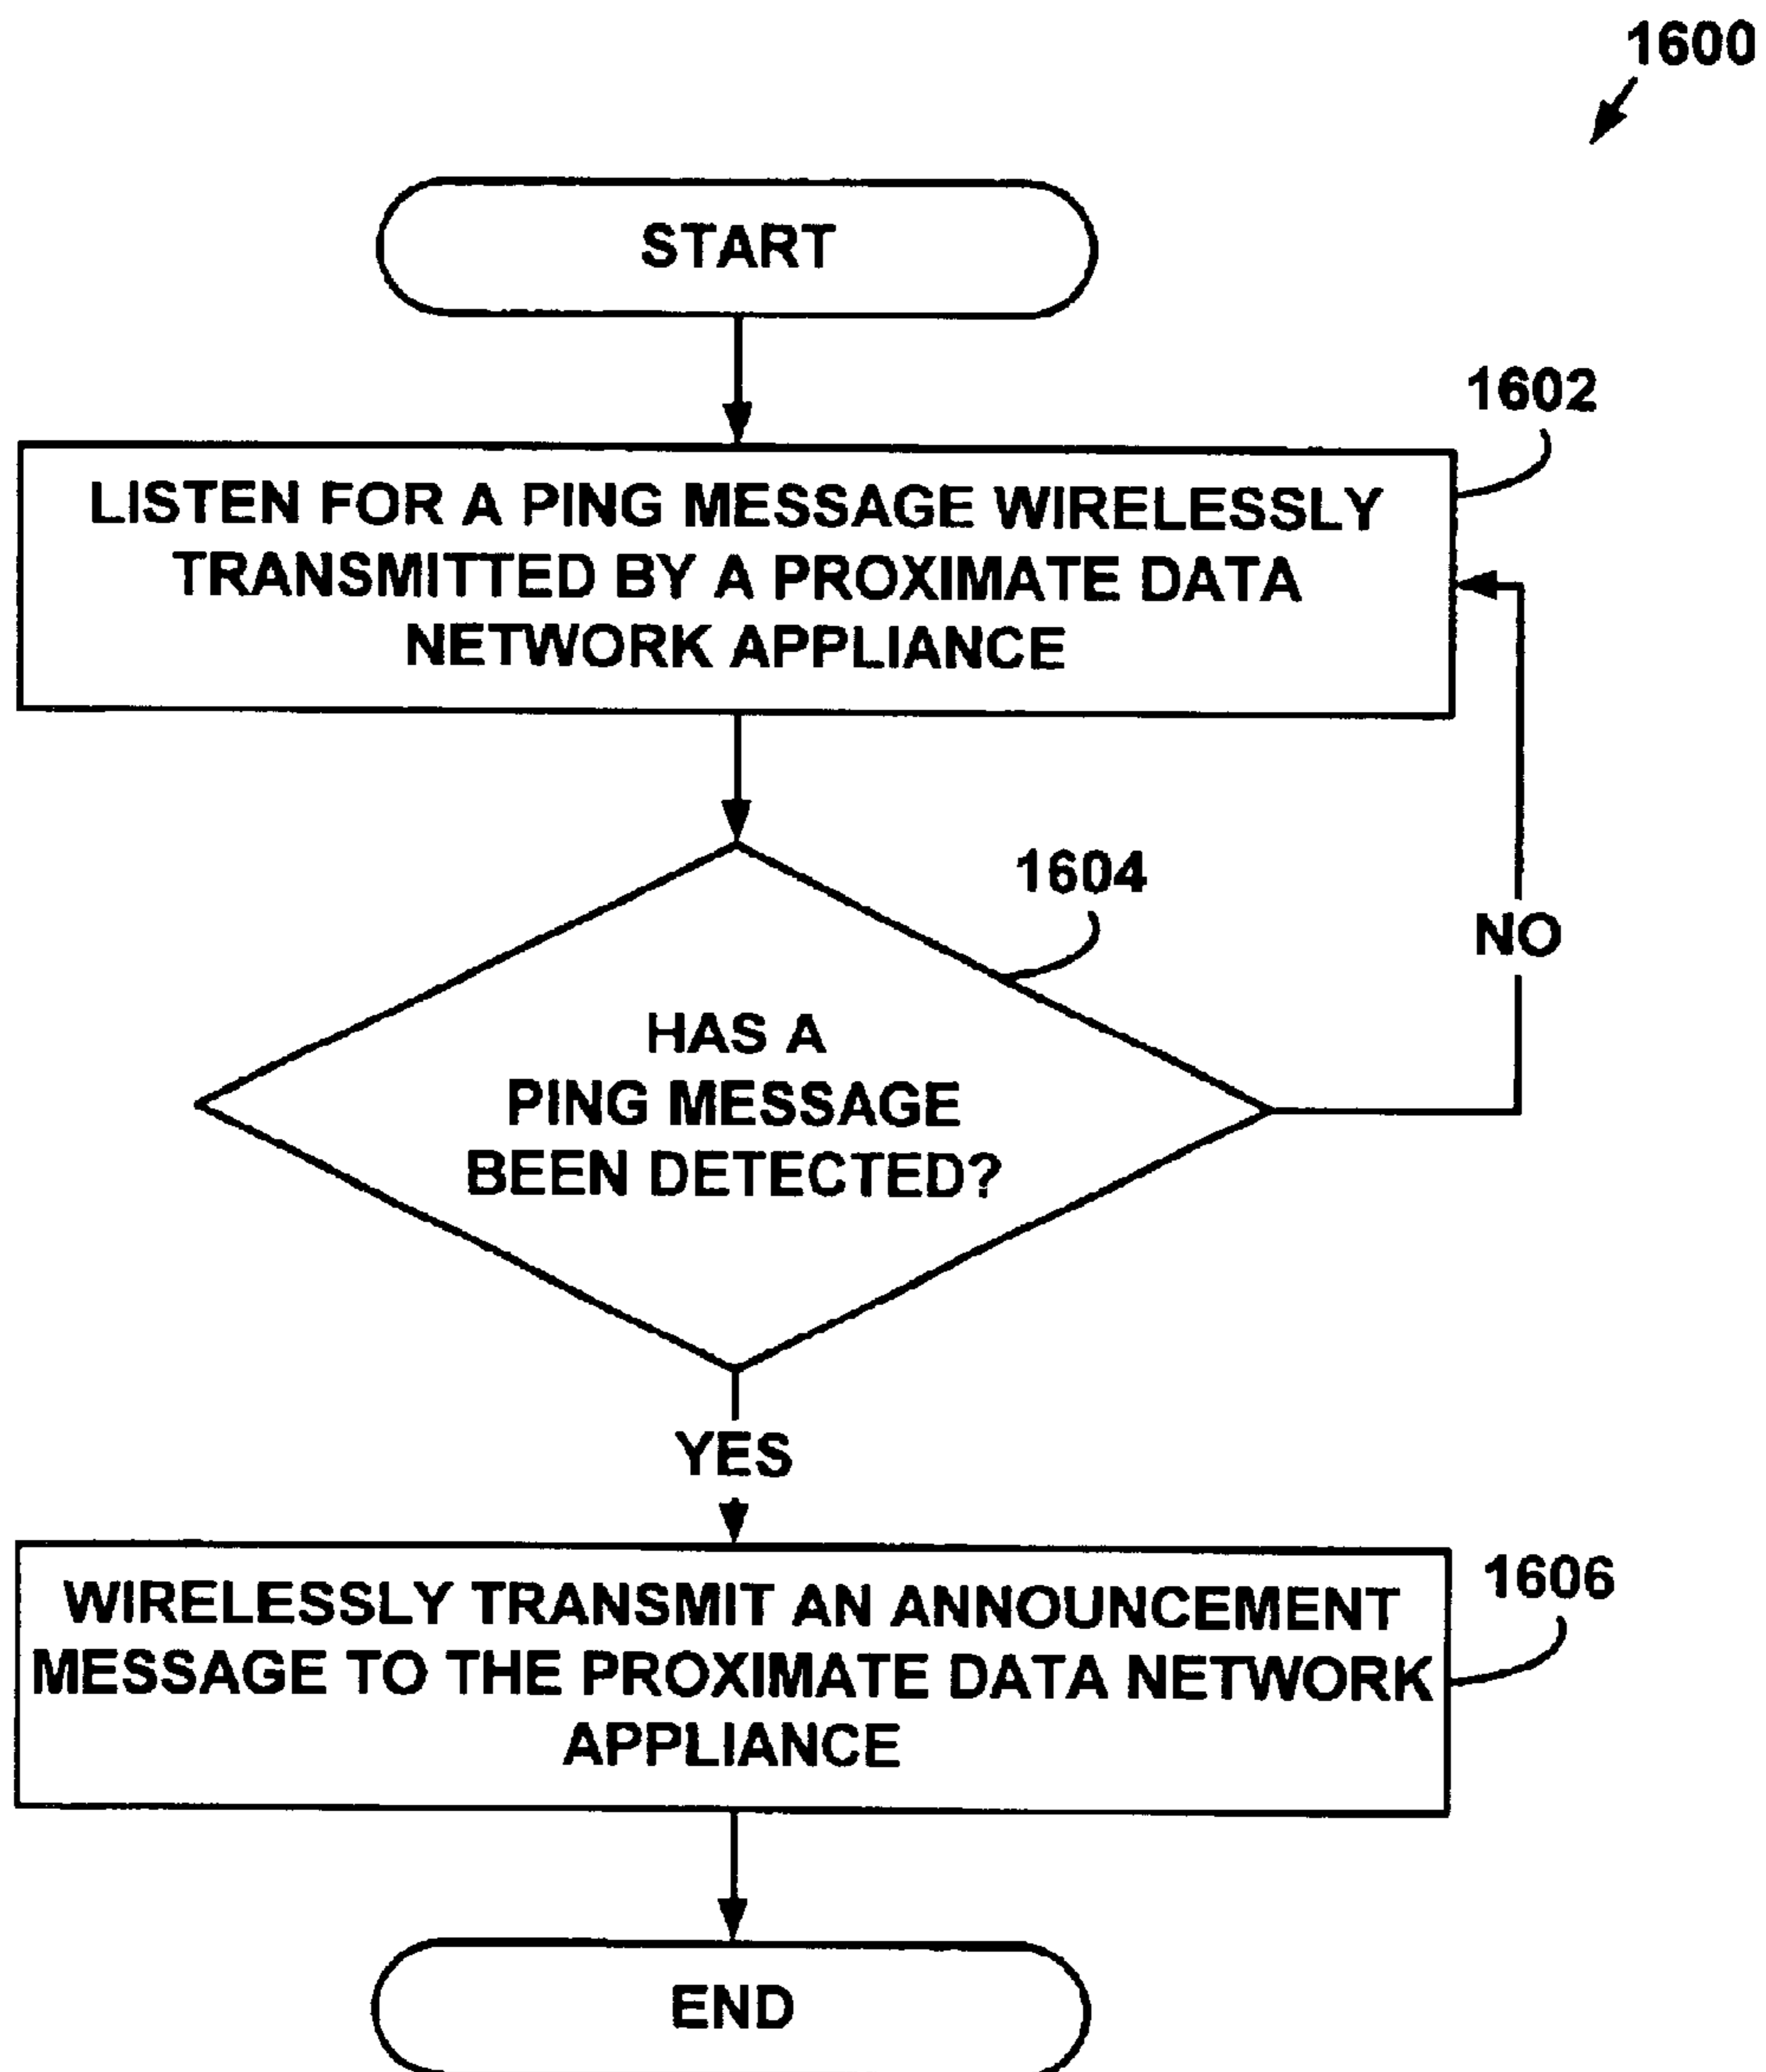 1600
START
1602
LISTEN FOR A PING MESSAGE WIRELESSLY
TRANSMITTED BY A PROXIMATE DATA
NETWORK APPLIANCE
1604
NO
HAS A
PING MESSAGE
BEEN DETECTED?
YES
1606
WIRELESSLY TRANSMIT AN ANNOUNCEMENT
MESSAGE TO THE PROXIMATE DATA NETWORK
APPLIANCE
END